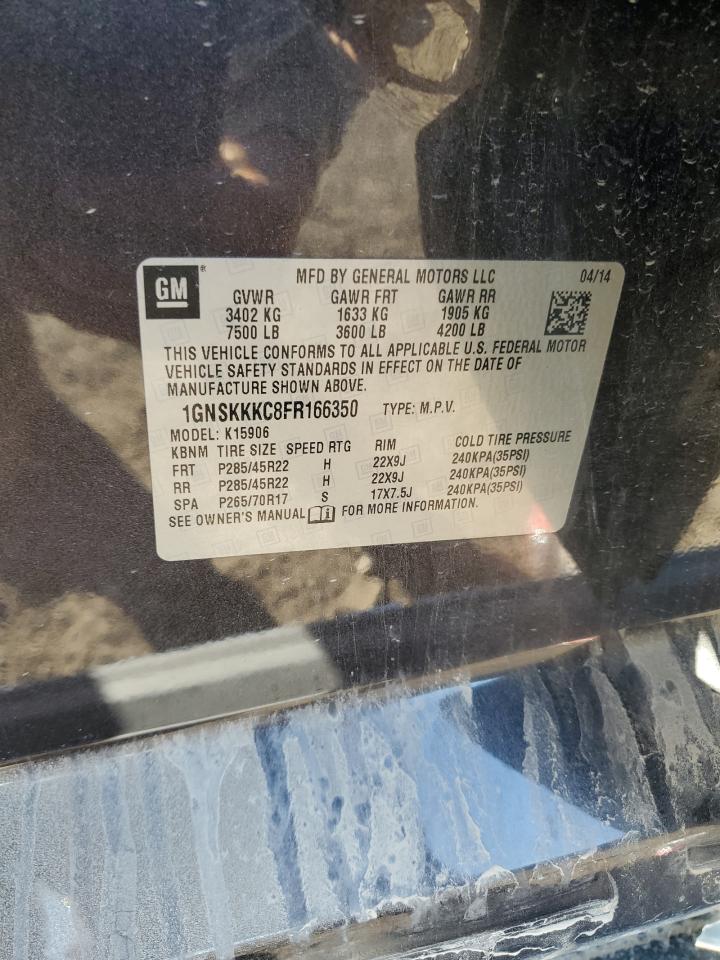 GM ® MFD BY GENERAL MOTORS LLC 04/14
GVWR GAWR FRT GAWR RR
3402 KG 1633 KG 1905 KG
7500 LB 3600 LB 4200 LB
THIS VEHICLE CONFORMS TO ALL APPLICABLE U.S. FEDERAL MOTOR
VEHICLE SAFETY STANDARDS IN EFFECT ON THE DATE OF
MANUFACTURE SHOWN ABOVE.
1GNSKKKC8FR166350 TYPE: M.P.V.
MODEL: K15906
KBNM TIRE SIZE SPEED RTG RIM COLD TIRE PRESSURE
FRT P285/45R22 H 22X9J 240KPA(35PSI)
RR P285/45R22 H 22X9J 240KPA(35PSI)
SPA P265/70R17 S 17X7.5J 240KPA(35PSI)
SEE OWNER'S MANUAL FOR MORE INFORMATION.